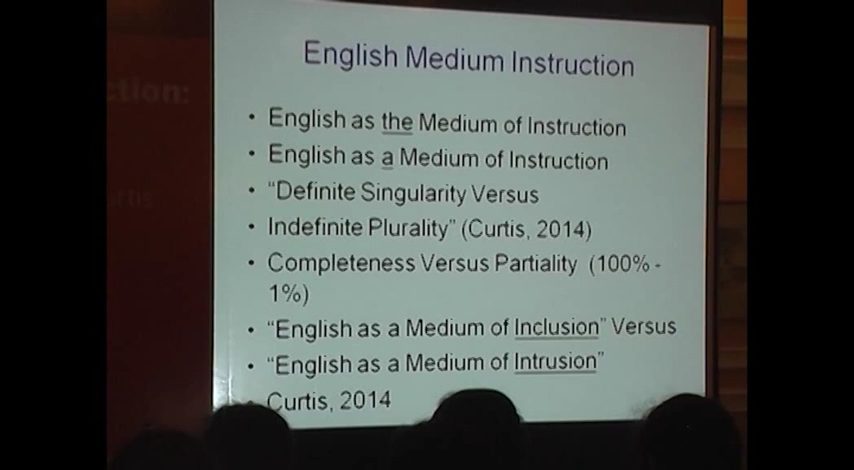 English Medium Instruction
• English as the Medium of Instruction
• English as a Medium of Instruction
• “Definite Singularity Versus
• Indefinite Plurality” (Curtis, 2014)
• Completeness Versus Partiality (100% -
1%)
• “English as a Medium of Inclusion” Versus
• “English as a Medium of Intrusion”
• Curtis, 2014